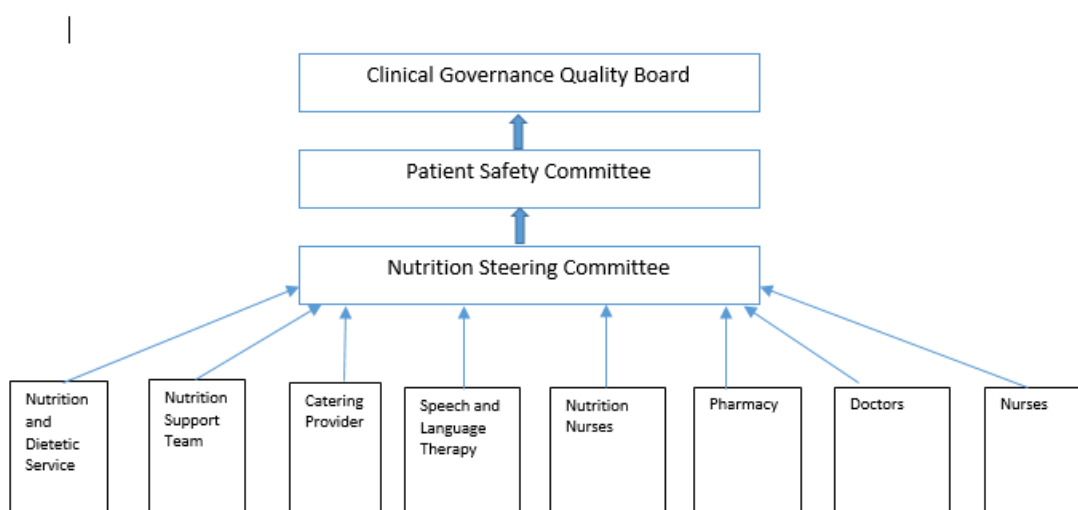 Clinical Governance Quality Board
Patient Safety Committee
Nutrition Steering Committee
Nutrition
and
Dietetic
Service
Nutrition
Support
Team
Catering
Provider
Speech and
Language
Therapy
Nutrition
Nurses
Pharmacy
Doctors
Nurses